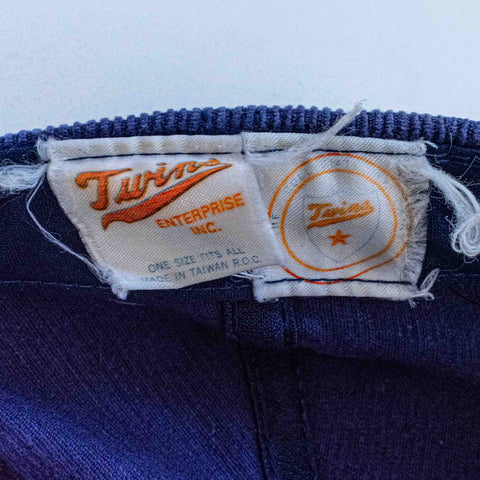 Twins
ENTERPRISE
INC.
ONE SIZE FITS ALL
MADE IN TAIWAN R.O.C.
Twins